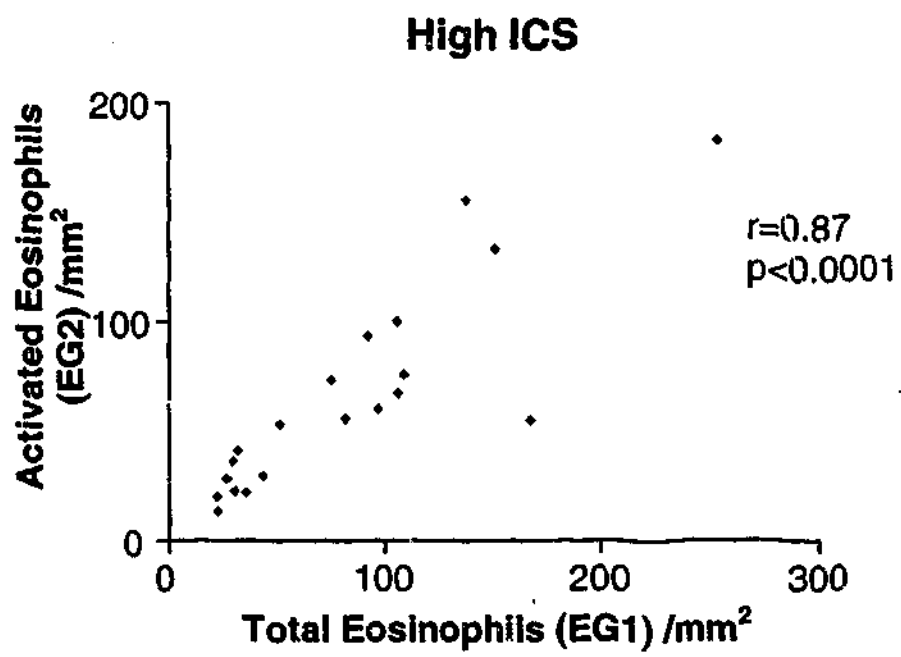 High ICS
Activated Eosinophils
(EG2) /mm²
200
100
0
r=0.87
p<0.0001
0 100 200 300
Total Eosinophils (EG1) /mm²